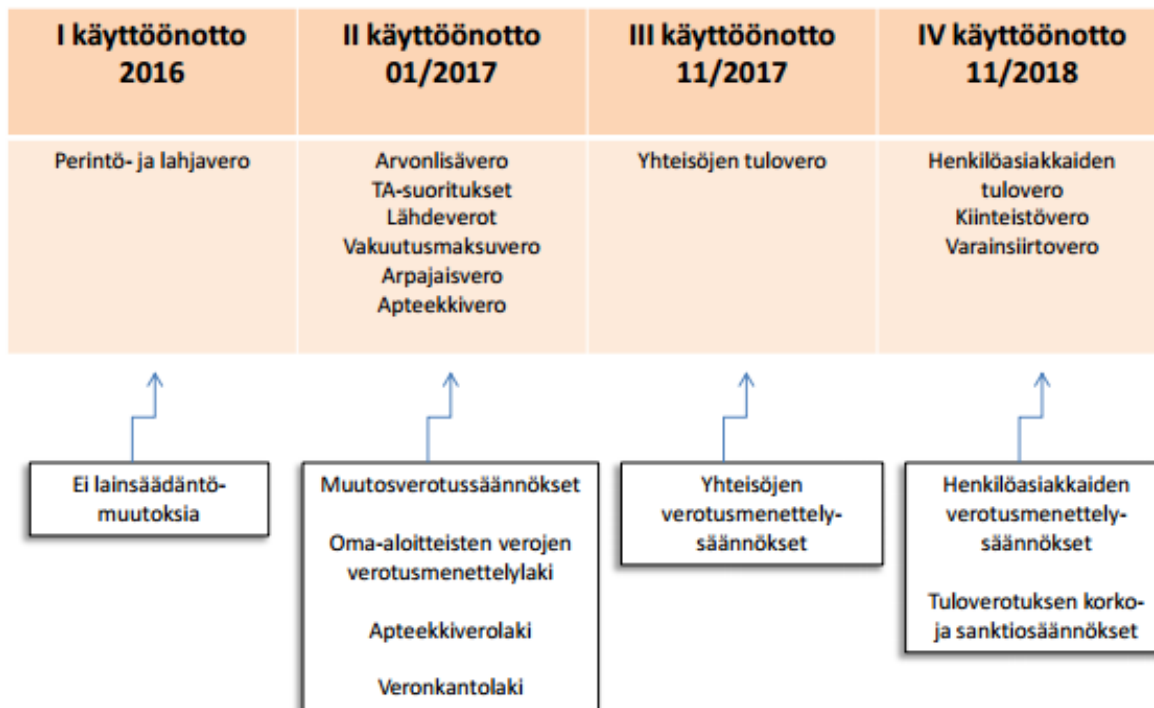 I käyttöönotto
2016
II käyttöönotto
01/2017
III käyttöönotto
11/2017
IV käyttöönotto
11/2018
Perintö- ja lahjavero
Arvonlisävero
TA-suoritukset
Lähdeverot
Vakuutusmaksuvero
Arpajaisvero
Apteekkivero
Yhteisöjen tulovero
Henkilöasiakkaiden
tulovero
Kiinteistövero
Varainsiirtovero
Ei lainsäädäntö-
muutoksia
Muutosverotussäännökset
Oma-aloitteisten verojen
verotusmenettelylaki
Apteekkiverolaki
Veronkantolaki
Yhteisöjen
verotusmenettely-
säännökset
Henkilöasiakkaiden
verotusmenettely-
säännökset
Tuloverotuksen korko-
ja sanktiosäännökset